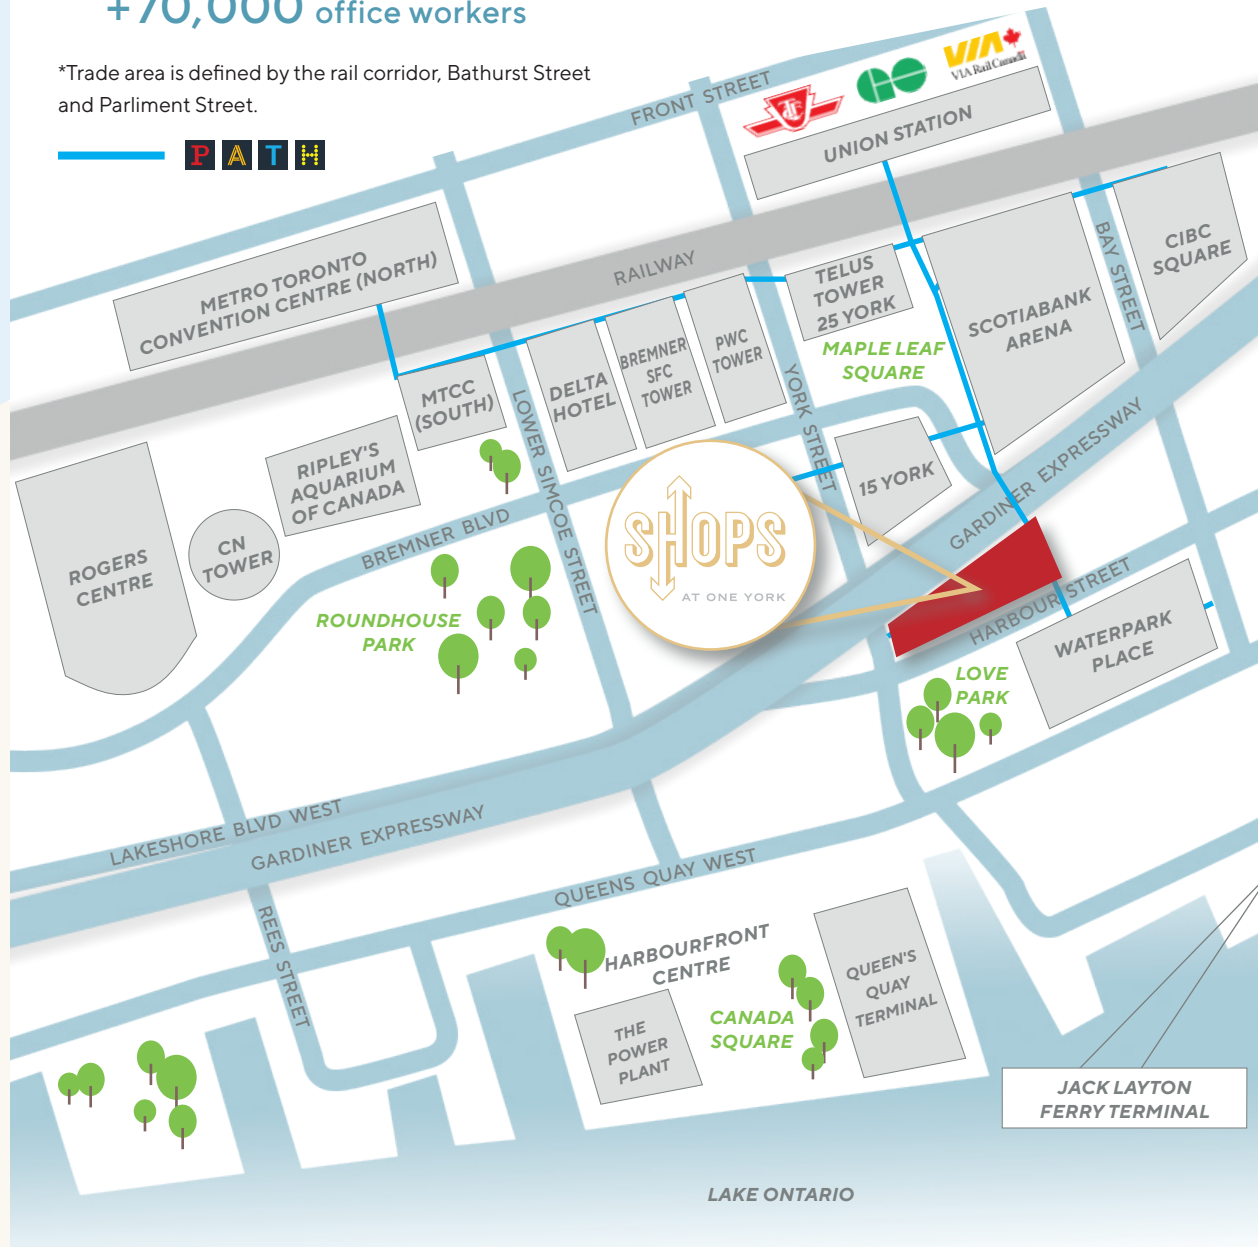 +70,000 office workers
*Trade area is defined by the rail corridor, Bathurst Street
and Parliment Street.
PATH
FRONT STREET
TTC
GO
VIA
VIA Rail Canada
UNION STATION
METRO TORONTO
CONVENTION CENTRE (NORTH)
RAILWAY
BAY STREET
CIBC
SQUARE
TELUS
TOWER
25 YORK
SCOTIABANK
ARENA
MAPLE LEAF
SQUARE
PWC
TOWER
BREMNER
SFC
TOWER
DELTA
HOTEL
MTCC
(SOUTH)
LOWER SIMCOE STREET
YORK STREET
RIPLEY'S
AQUARIUM
OF CANADA
15 YORK
GARDINER EXPRESSWAY
ROGERS
CENTRE
CN
TOWER
BREMNER BLVD
SHOPS
AT ONE YORK
ROUNDHOUSE
PARK
HARBOUR STREET
WATERPARK
PLACE
LOVE
PARK
LAKESHORE BLVD WEST
GARDINER EXPRESSWAY
QUEENS QUAY WEST
REES STREET
HARBOURFRONT
CENTRE
QUEEN'S
QUAY
TERMINAL
THE
POWER
PLANT
CANADA
SQUARE
JACK LAYTON
FERRY TERMINAL
LAKE ONTARIO